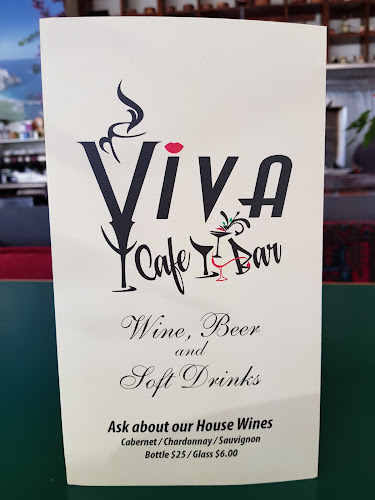 Viva
Cafe Bar
Wine, Beer
and
Soft Drinks
Ask about our House Wines
Cabernet / Chardonnay / Sauvignon
Bottle $25 / Glass $6.00